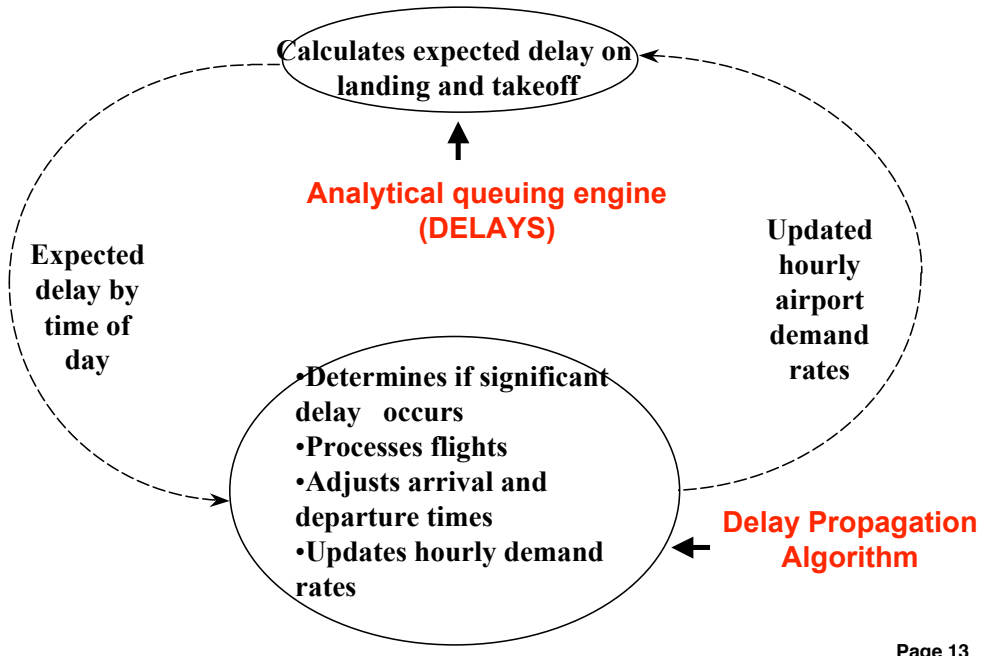 Calculates expected delay on
landing and takeoff
Analytical queuing engine
(DELAYS)
Expected
delay by
time of
day
Updated
hourly
airport
demand
rates
•Determines if significant
delay occurs
•Processes flights
•Adjusts arrival and
departure times
•Updates hourly demand
rates
Delay Propagation
Algorithm
Page 13